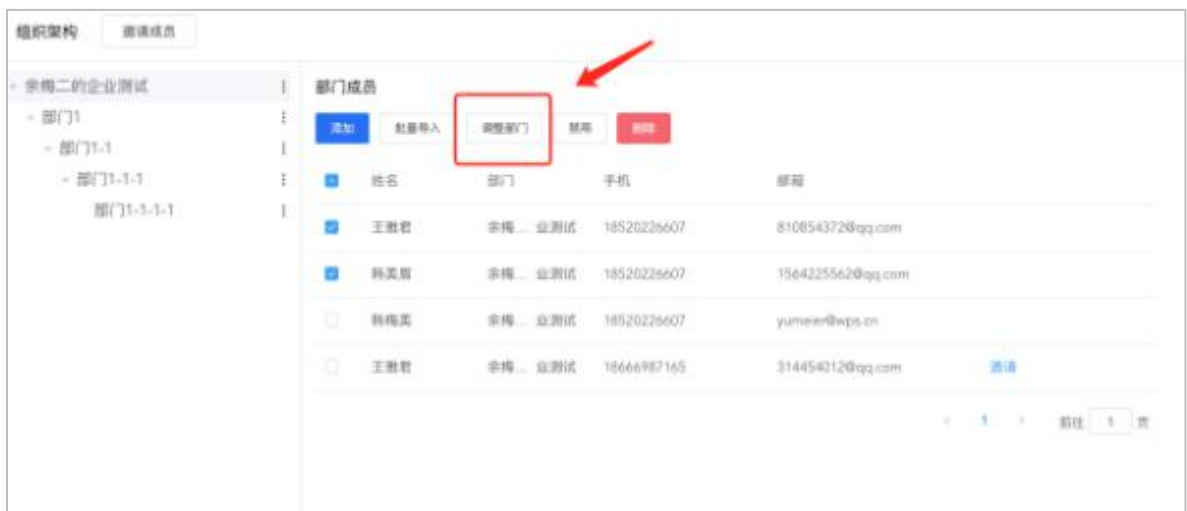 组织架构 邀请成员
余梅二的企业测试
部门1
部门1-1
部门1-1-1
部门1-1-1-1
部门成员
添加 批量导入 调整部门 禁用 删除
姓名 部门 手机 邮箱
王雅君 余梅... 业测试 18520226607 810854372@qq.com
韩美眉 余梅... 业测试 18520226607 1564225562@qq.com
韩梅美 余梅... 业测试 18520226607 yumeier@wps.cn
王雅君 余梅... 业测试 18666987165 314454012@qq.com 邀请
1 前往 1 页